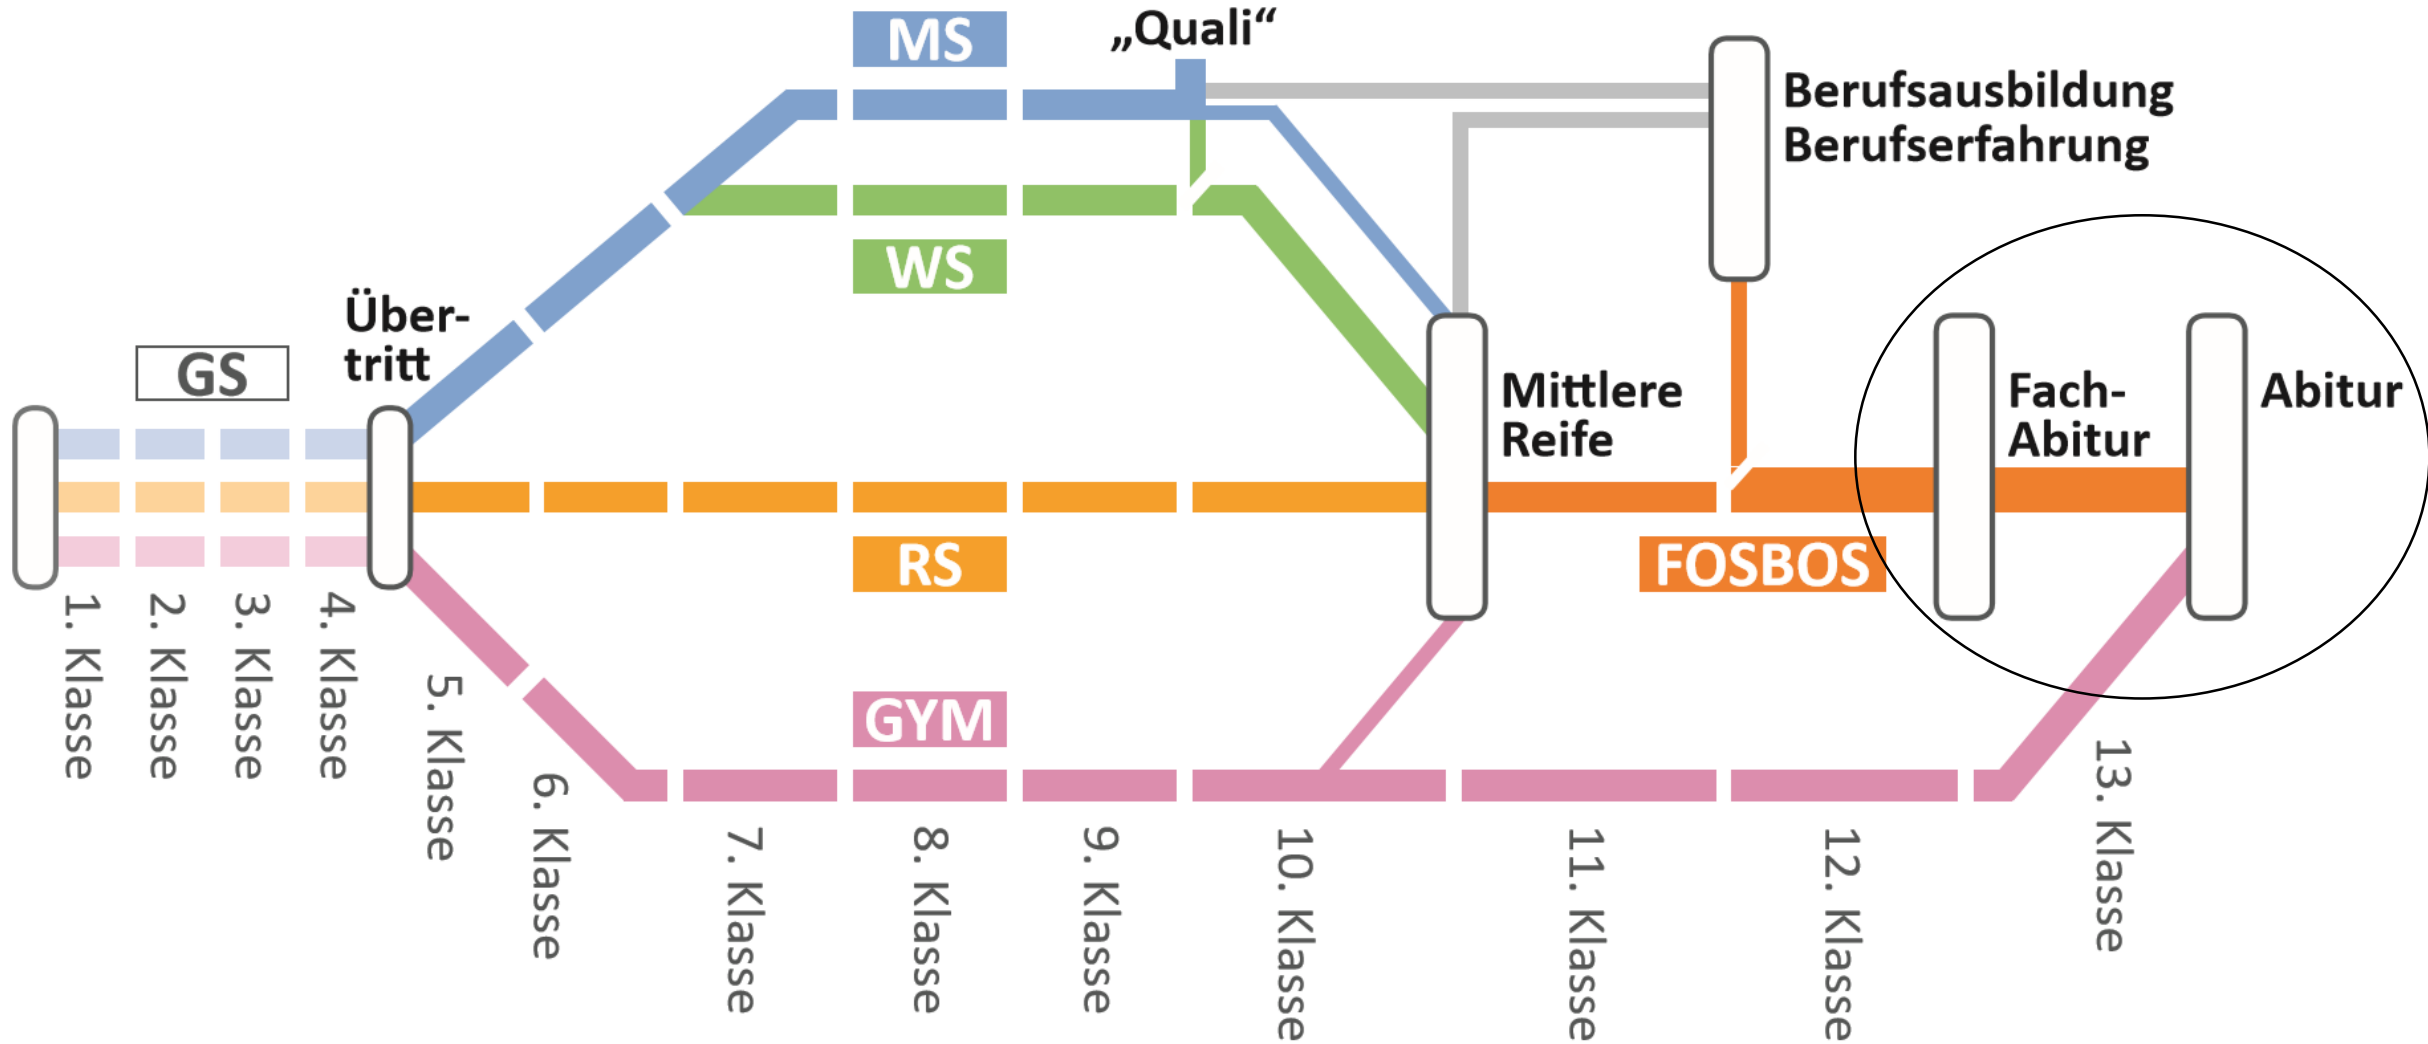 MS
„Quali“
Berufsausbildung
Berufserfahrung
WS
Über-
tritt
GS
Mittlere
Reife
Fach-
Abitur
Abitur
RS
FOSBOS
GYM
1. Klasse
2. Klasse
3. Klasse
4. Klasse
5. Klasse
6. Klasse
7. Klasse
8. Klasse
9. Klasse
10. Klasse
11. Klasse
12. Klasse
13. Klasse